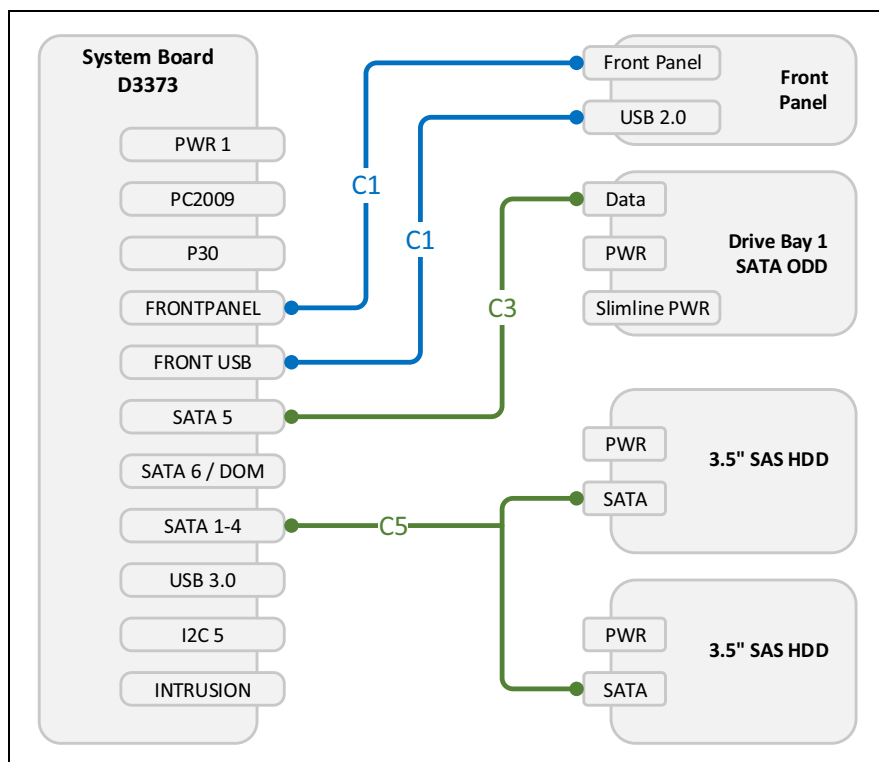 System Board
D3373
PWR 1
PC2009
P30
FRONTPANEL
FRONT USB
SATA 5
SATA 6 / DOM
SATA 1-4
USB 3.0
I2C 5
INTRUSION
C1
C1
C3
C5
Front Panel
USB 2.0
Front
Panel
Data
PWR
Slimline PWR
Drive Bay 1
SATA ODD
PWR
SATA
3.5" SAS HDD
PWR
SATA
3.5" SAS HDD